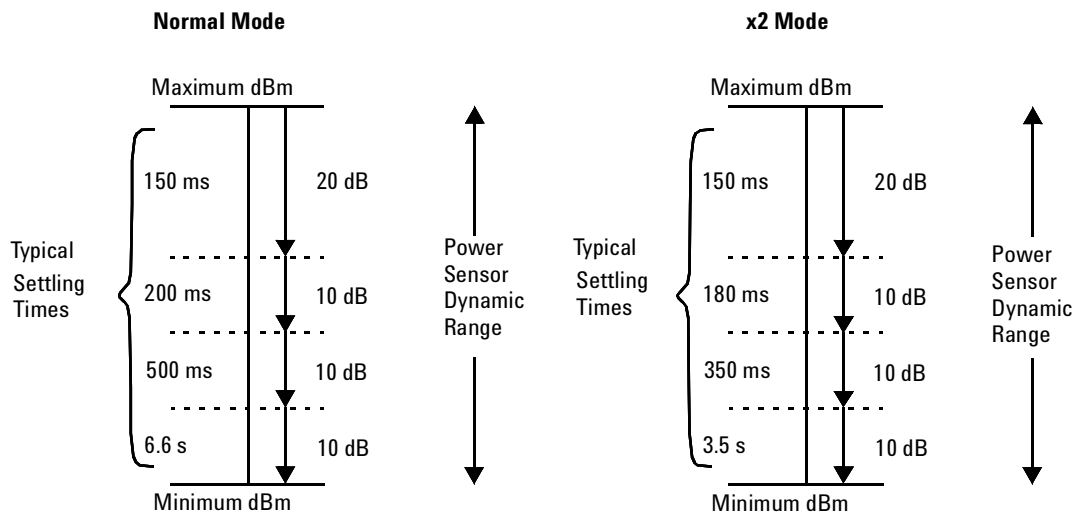 Normal Mode
Maximum dBm
150 ms
20 dB
Typical
Settling
Times
200 ms
10 dB
500 ms
10 dB
6.6 s
10 dB
Minimum dBm
Power
Sensor
Dynamic
Range
x2 Mode
Maximum dBm
150 ms
20 dB
Typical
Settling
Times
180 ms
10 dB
350 ms
10 dB
3.5 s
10 dB
Minimum dBm
Power
Sensor
Dynamic
Range